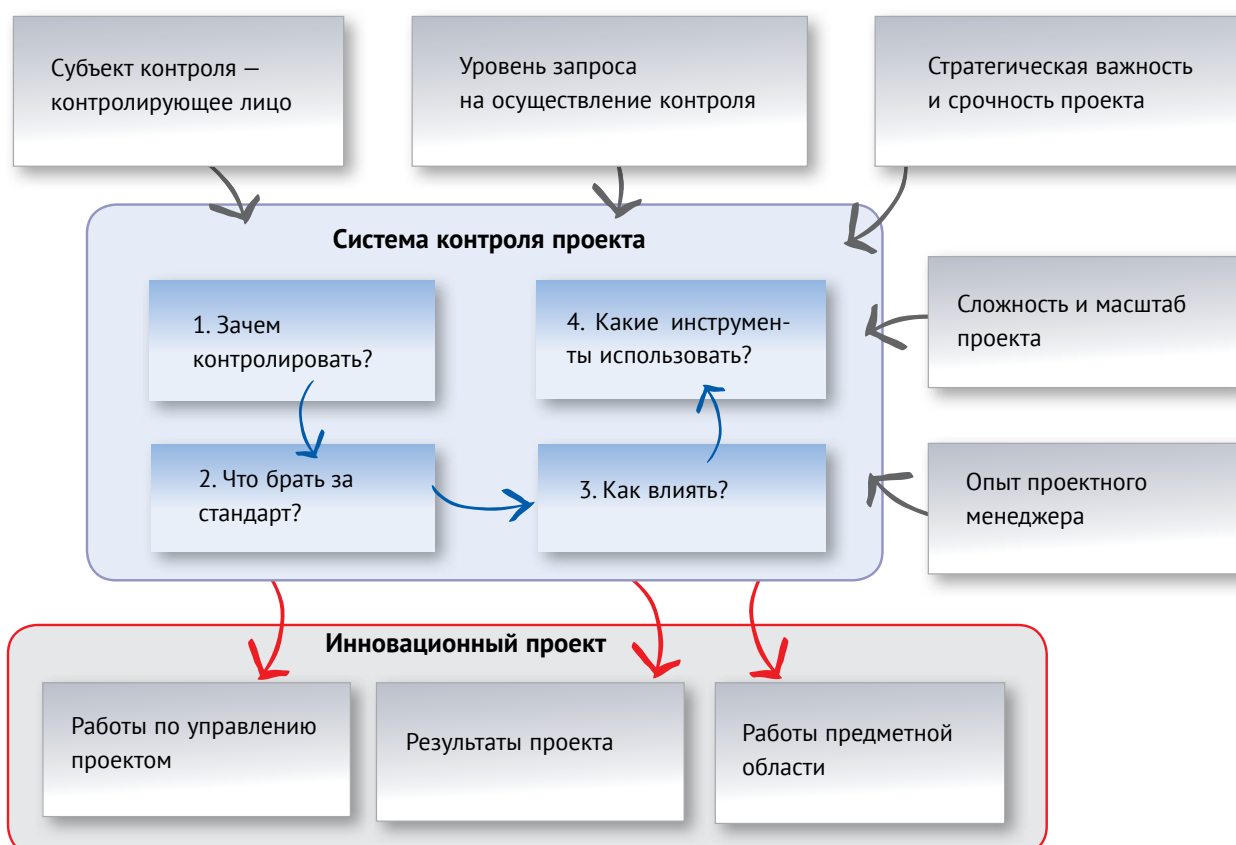 Субъект контроля —
контролирующее лицо
Уровень запроса
на осуществление контроля
Стратегическая важность
и срочность проекта
Система контроля проекта
1. Зачем
контролировать?
4. Какие инструмен-
ты использовать?
Сложность и масштаб
проекта
2. Что брать за
стандарт?
3. Как влиять?
Опыт проектного
менеджера
Инновационный проект
Работы по управлению
проектом
Результаты проекта
Работы предметной
области